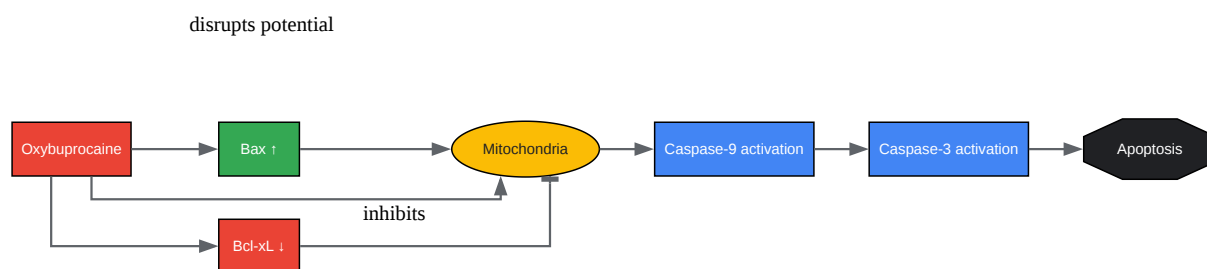 disrupts potential
Oxybuprocaine
Bax ↑
Mitochondria
Caspase-9 activation
Caspase-3 activation
Apoptosis
inhibits
Bcl-xL ↓